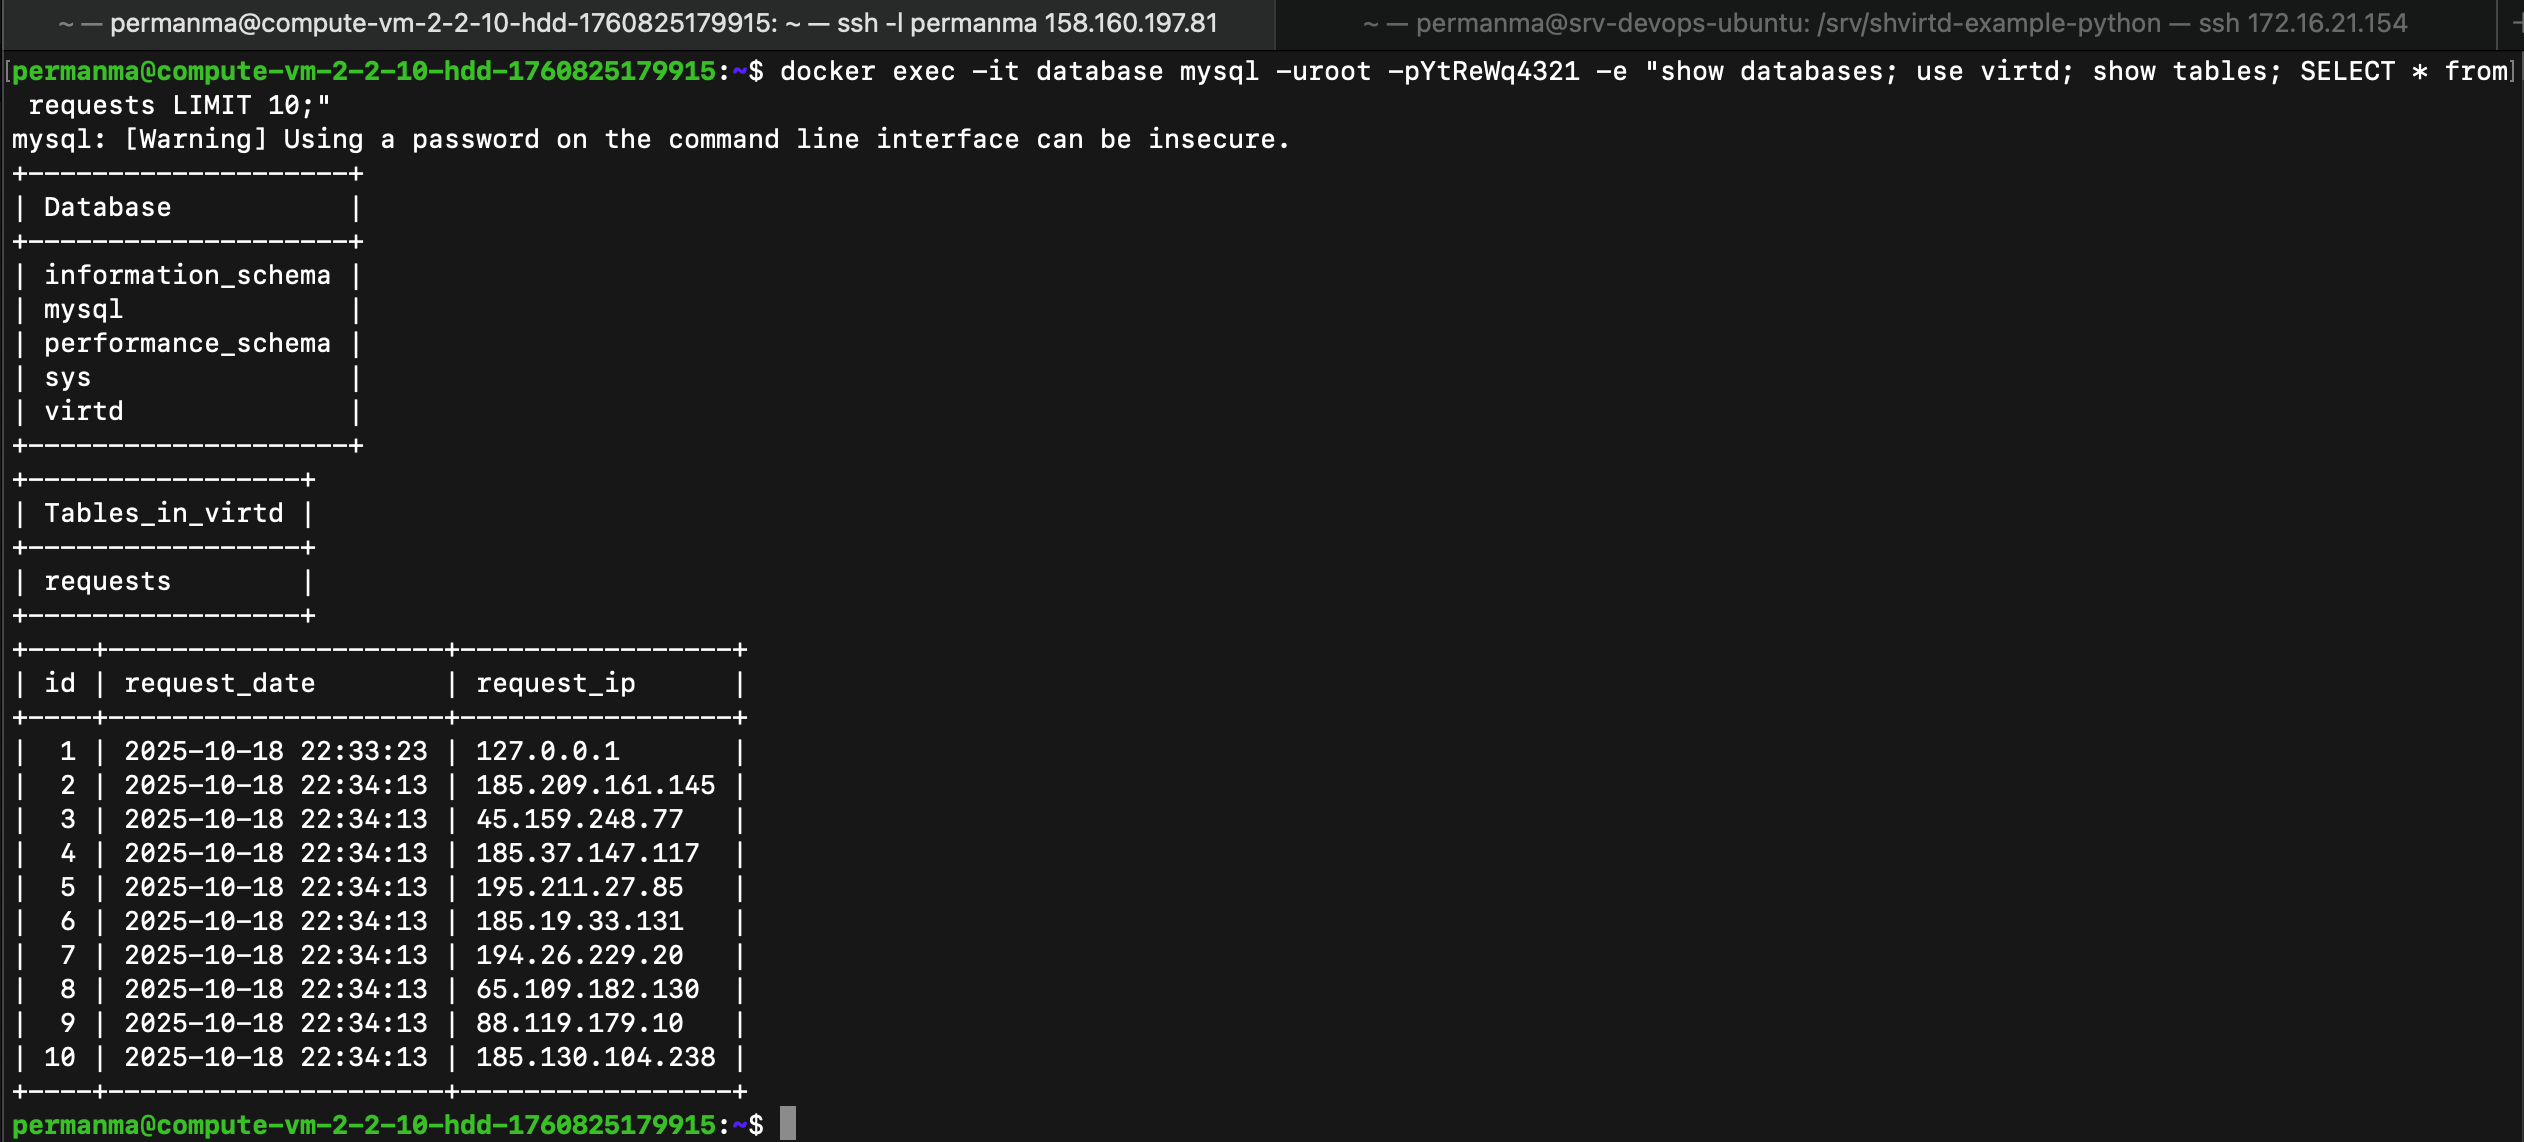 ~ — permanma@compute-vm-2-2-10-hdd-1760825179915: ~ — ssh -l permanma 158.160.197.81
~ — permanma@srv-devops-ubuntu: /srv/shvirtd-example-python — ssh 172.16.21.154
[permanma@compute-vm-2-2-10-hdd-1760825179915:~$ docker exec -it database mysql -uroot -pYtReWq4321 -e "show databases; use virtd; show tables; SELECT * from]
 requests LIMIT 10;"
mysql: [Warning] Using a password on the command line interface can be insecure.
+--------------------+
| Database           |
+--------------------+
| information_schema |
| mysql              |
| performance_schema |
| sys                |
| virtd              |
+--------------------+
+-----------------+
| Tables_in_virtd |
+-----------------+
| requests        |
+-----------------+
+----+---------------------+-----------------+
| id | request_date        | request_ip      |
+----+---------------------+-----------------+
|  1 | 2025-10-18 22:33:23 | 127.0.0.1       |
|  2 | 2025-10-18 22:34:13 | 185.209.161.145 |
|  3 | 2025-10-18 22:34:13 | 45.159.248.77   |
|  4 | 2025-10-18 22:34:13 | 185.37.147.117  |
|  5 | 2025-10-18 22:34:13 | 195.211.27.85   |
|  6 | 2025-10-18 22:34:13 | 185.19.33.131   |
|  7 | 2025-10-18 22:34:13 | 194.26.229.20   |
|  8 | 2025-10-18 22:34:13 | 65.109.182.130  |
|  9 | 2025-10-18 22:34:13 | 88.119.179.10   |
| 10 | 2025-10-18 22:34:13 | 185.130.104.238 |
+----+---------------------+-----------------+
permanma@compute-vm-2-2-10-hdd-1760825179915:~$